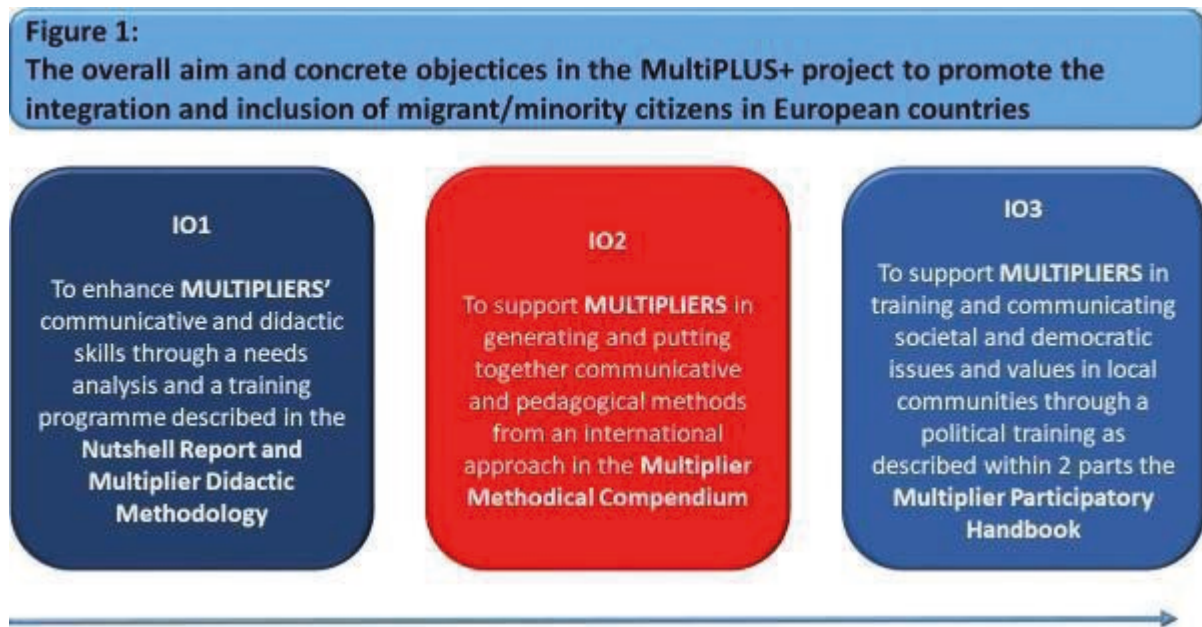 Figure 1:
The overall aim and concrete objectices in the MultiPLUS+ project to promote the
integration and inclusion of migrant/minority citizens in European countries
IO1
To enhance MULTIPLIERS’
communicative and didactic
skills through a needs
analysis and a training
programme described in the
Nutshell Report and
Multiplier Didactic
Methodology
IO2
To support MULTIPLIERS in
generating and putting
together communicative
and pedagogical methods
from an international
approach in the Multiplier
Methodical Compendium
IO3
To support MULTIPLIERS in
training and communicating
societal and democratic
issues and values in local
communities through a
political training as
described within 2 parts the
Multiplier Participatory
Handbook